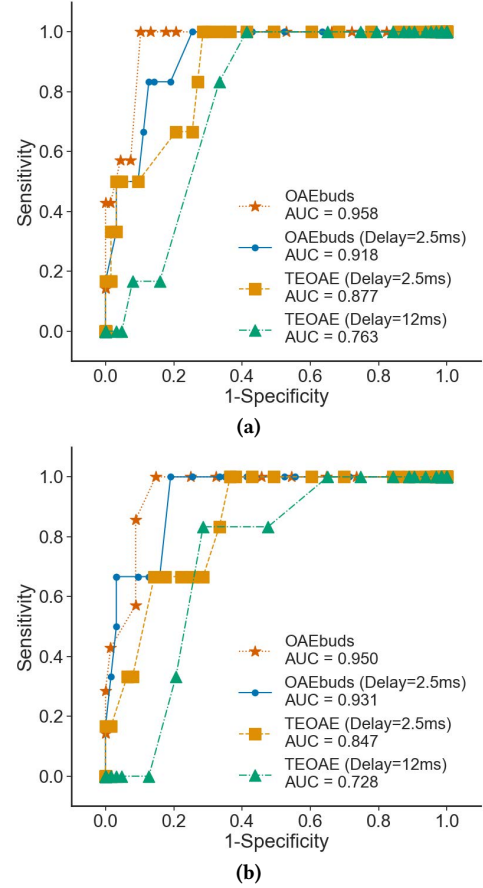 1.0
0.8
0.6
0.4
0.2
0.0
Sensitivity
OAEbuds
AUC = 0.958
OAEbuds (Delay=2.5ms)
AUC = 0.918
TEOAE (Delay=2.5ms)
AUC = 0.877
TEOAE (Delay=12ms)
AUC = 0.763
0.0 0.2 0.4 0.6 0.8 1.0
1-Specificity
(a)
1.0
0.8
0.6
0.4
0.2
0.0
Sensitivity
OAEbuds
AUC = 0.950
OAEbuds (Delay=2.5ms)
AUC = 0.931
TEOAE (Delay=2.5ms)
AUC = 0.847
TEOAE (Delay=12ms)
AUC = 0.728
0.0 0.2 0.4 0.6 0.8 1.0
1-Specificity
(b)